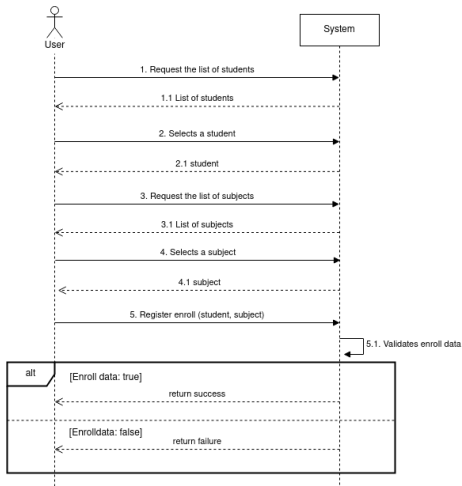 User
System
1. Request the list of students
1.1 List of students
2. Selects a student
2.1 student
3. Request the list of subjects
3.1 List of subjects
4. Selects a subject
4.1 subject
5. Register enroll (student, subject)
5.1. Validates enroll data
alt
[Enroll data: true]
return success
[Enrolldata: false]
return failure